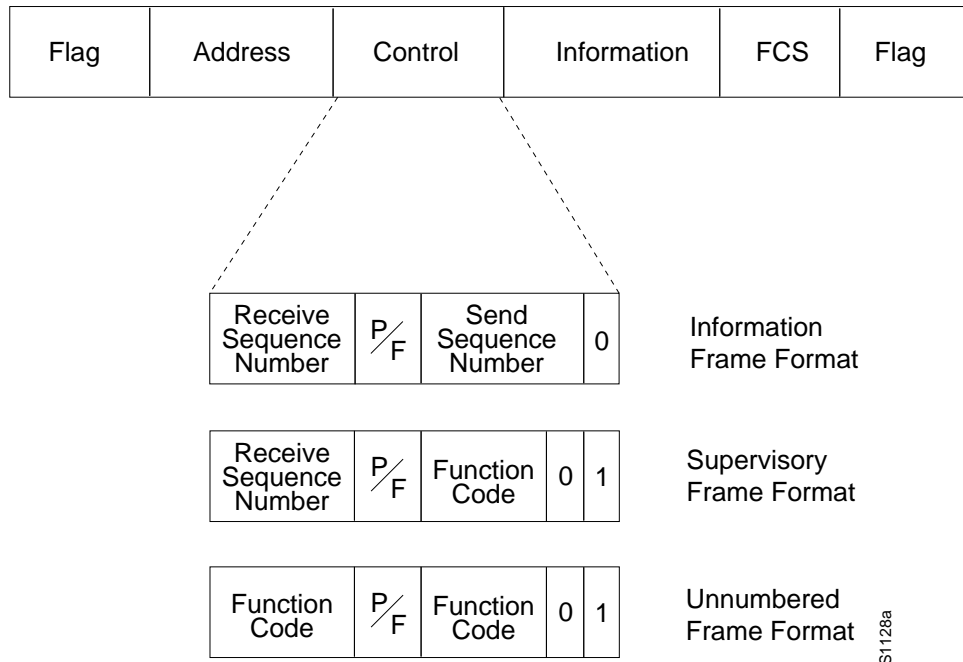 Flag Address Control Information FCS Flag
Receive Sequence Number P/F Send Sequence Number 0 Information Frame Format
Receive Sequence Number P/F Function Code 0 1 Supervisory Frame Format
Function Code P/F Function Code 0 1 Unnumbered Frame Format
S1128a